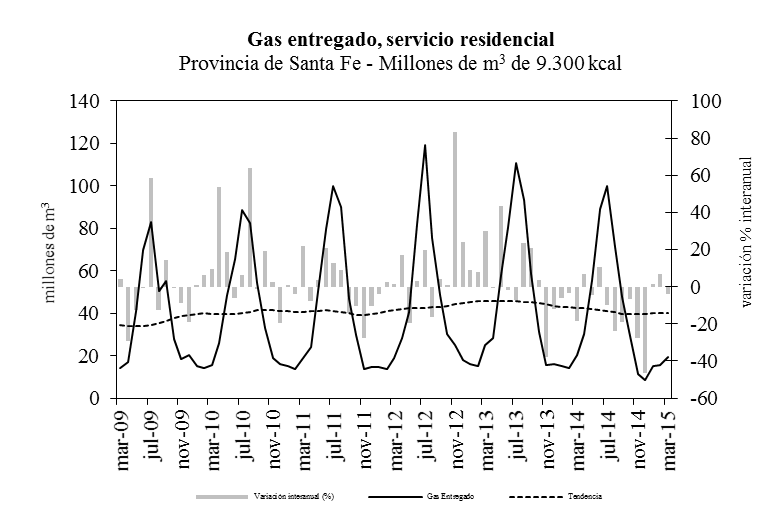 Gas entregado, servicio residencial
Provincia de Santa Fe - Millones de m³ de 9.300 kcal
140
120
100
80
60
40
20
0
100
80
60
40
20
0
-20
-40
-60
millones de m³
variación % interanual
mar-09
jul-09
nov-09
mar-10
jul-10
nov-10
mar-11
jul-11
nov-11
mar-12
jul-12
nov-12
mar-13
jul-13
nov-13
mar-14
jul-14
nov-14
mar-15
Variación interanual (%)
Gas Entregado
Tendencia